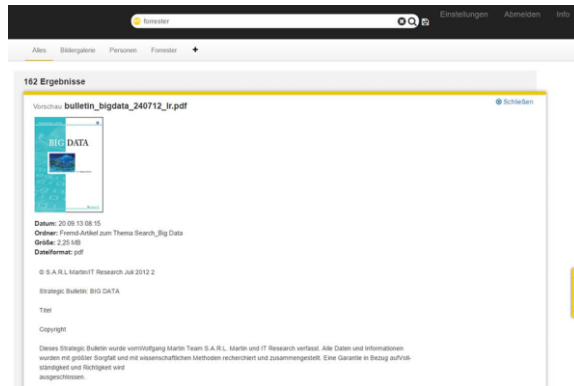 forrester
Einstellungen Abmelden Info
Alles Bildergalerie Personen Forrester +
162 Ergebnisse
Vorschau bulletin_bigdata_240712_lr.pdf
Schließen
BIG DATA
Datum: 20.09.13 08:15
Ordner: Fremd-Artikel zum Thema Search_Big Data
Größe: 2,25 MB
Dateiformat: pdf
© S.A.R.L Martin/IT Research Juli 2012 2
Strategic Bulletin: BIG DATA
Titel
Copyright
Dieses Strategic Bulletin wurde vomWolfgang Martin Team S.A.R.L. Martin und IT Research verfasst. Alle Daten und Informationen
wurden mit größter Sorgfalt und mit wissenschaftlichen Methoden recherchiert und zusammengestellt. Eine Garantie in Bezug aufVoll-
ständigkeit und Richtigkeit wird
ausgeschlossen.